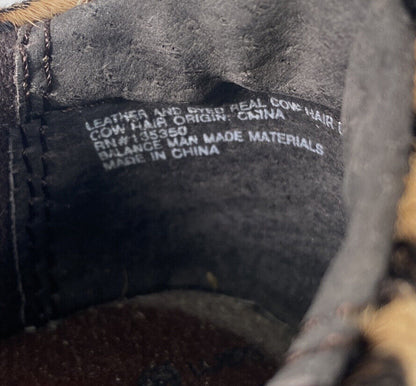 LEATHER AND DYED REAL COW HAIR
COW HAIR ORIGIN: CHINA
RN#135350
BALANCE MAN MADE MATERIALS
MADE IN CHINA